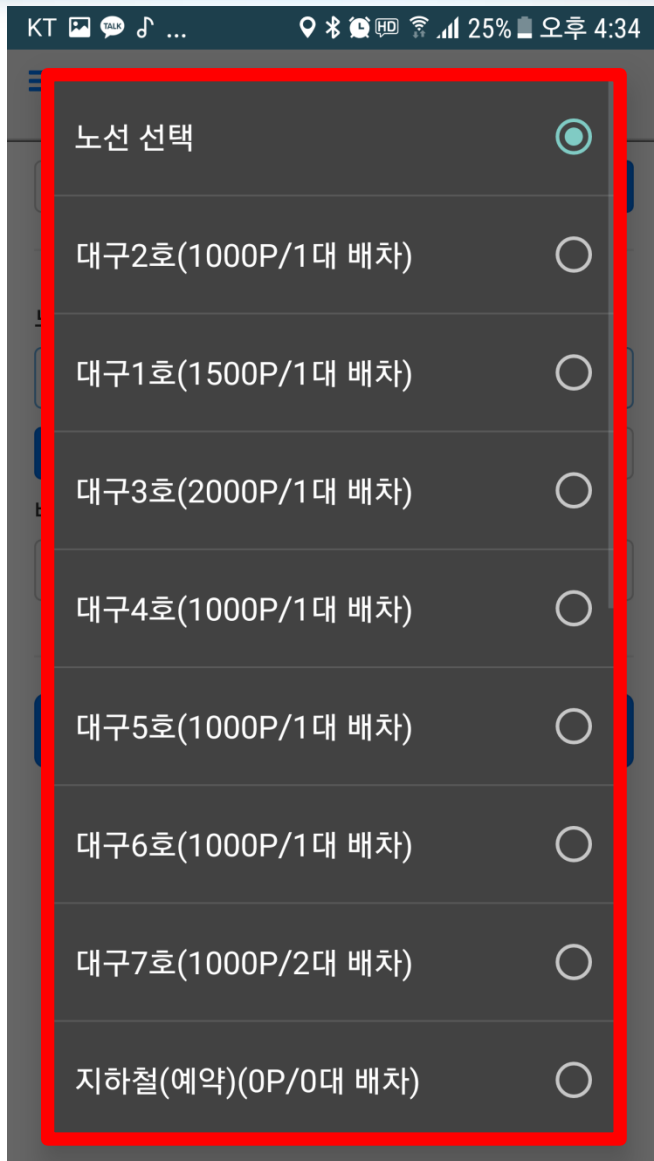 KT TALK ... HD 25% 오후 4:34
노선 선택
대구2호(1000P/1대 배차)
대구1호(1500P/1대 배차)
대구3호(2000P/1대 배차)
대구4호(1000P/1대 배차)
대구5호(1000P/1대 배차)
대구6호(1000P/1대 배차)
대구7호(1000P/2대 배차)
지하철(예약)(0P/0대 배차)